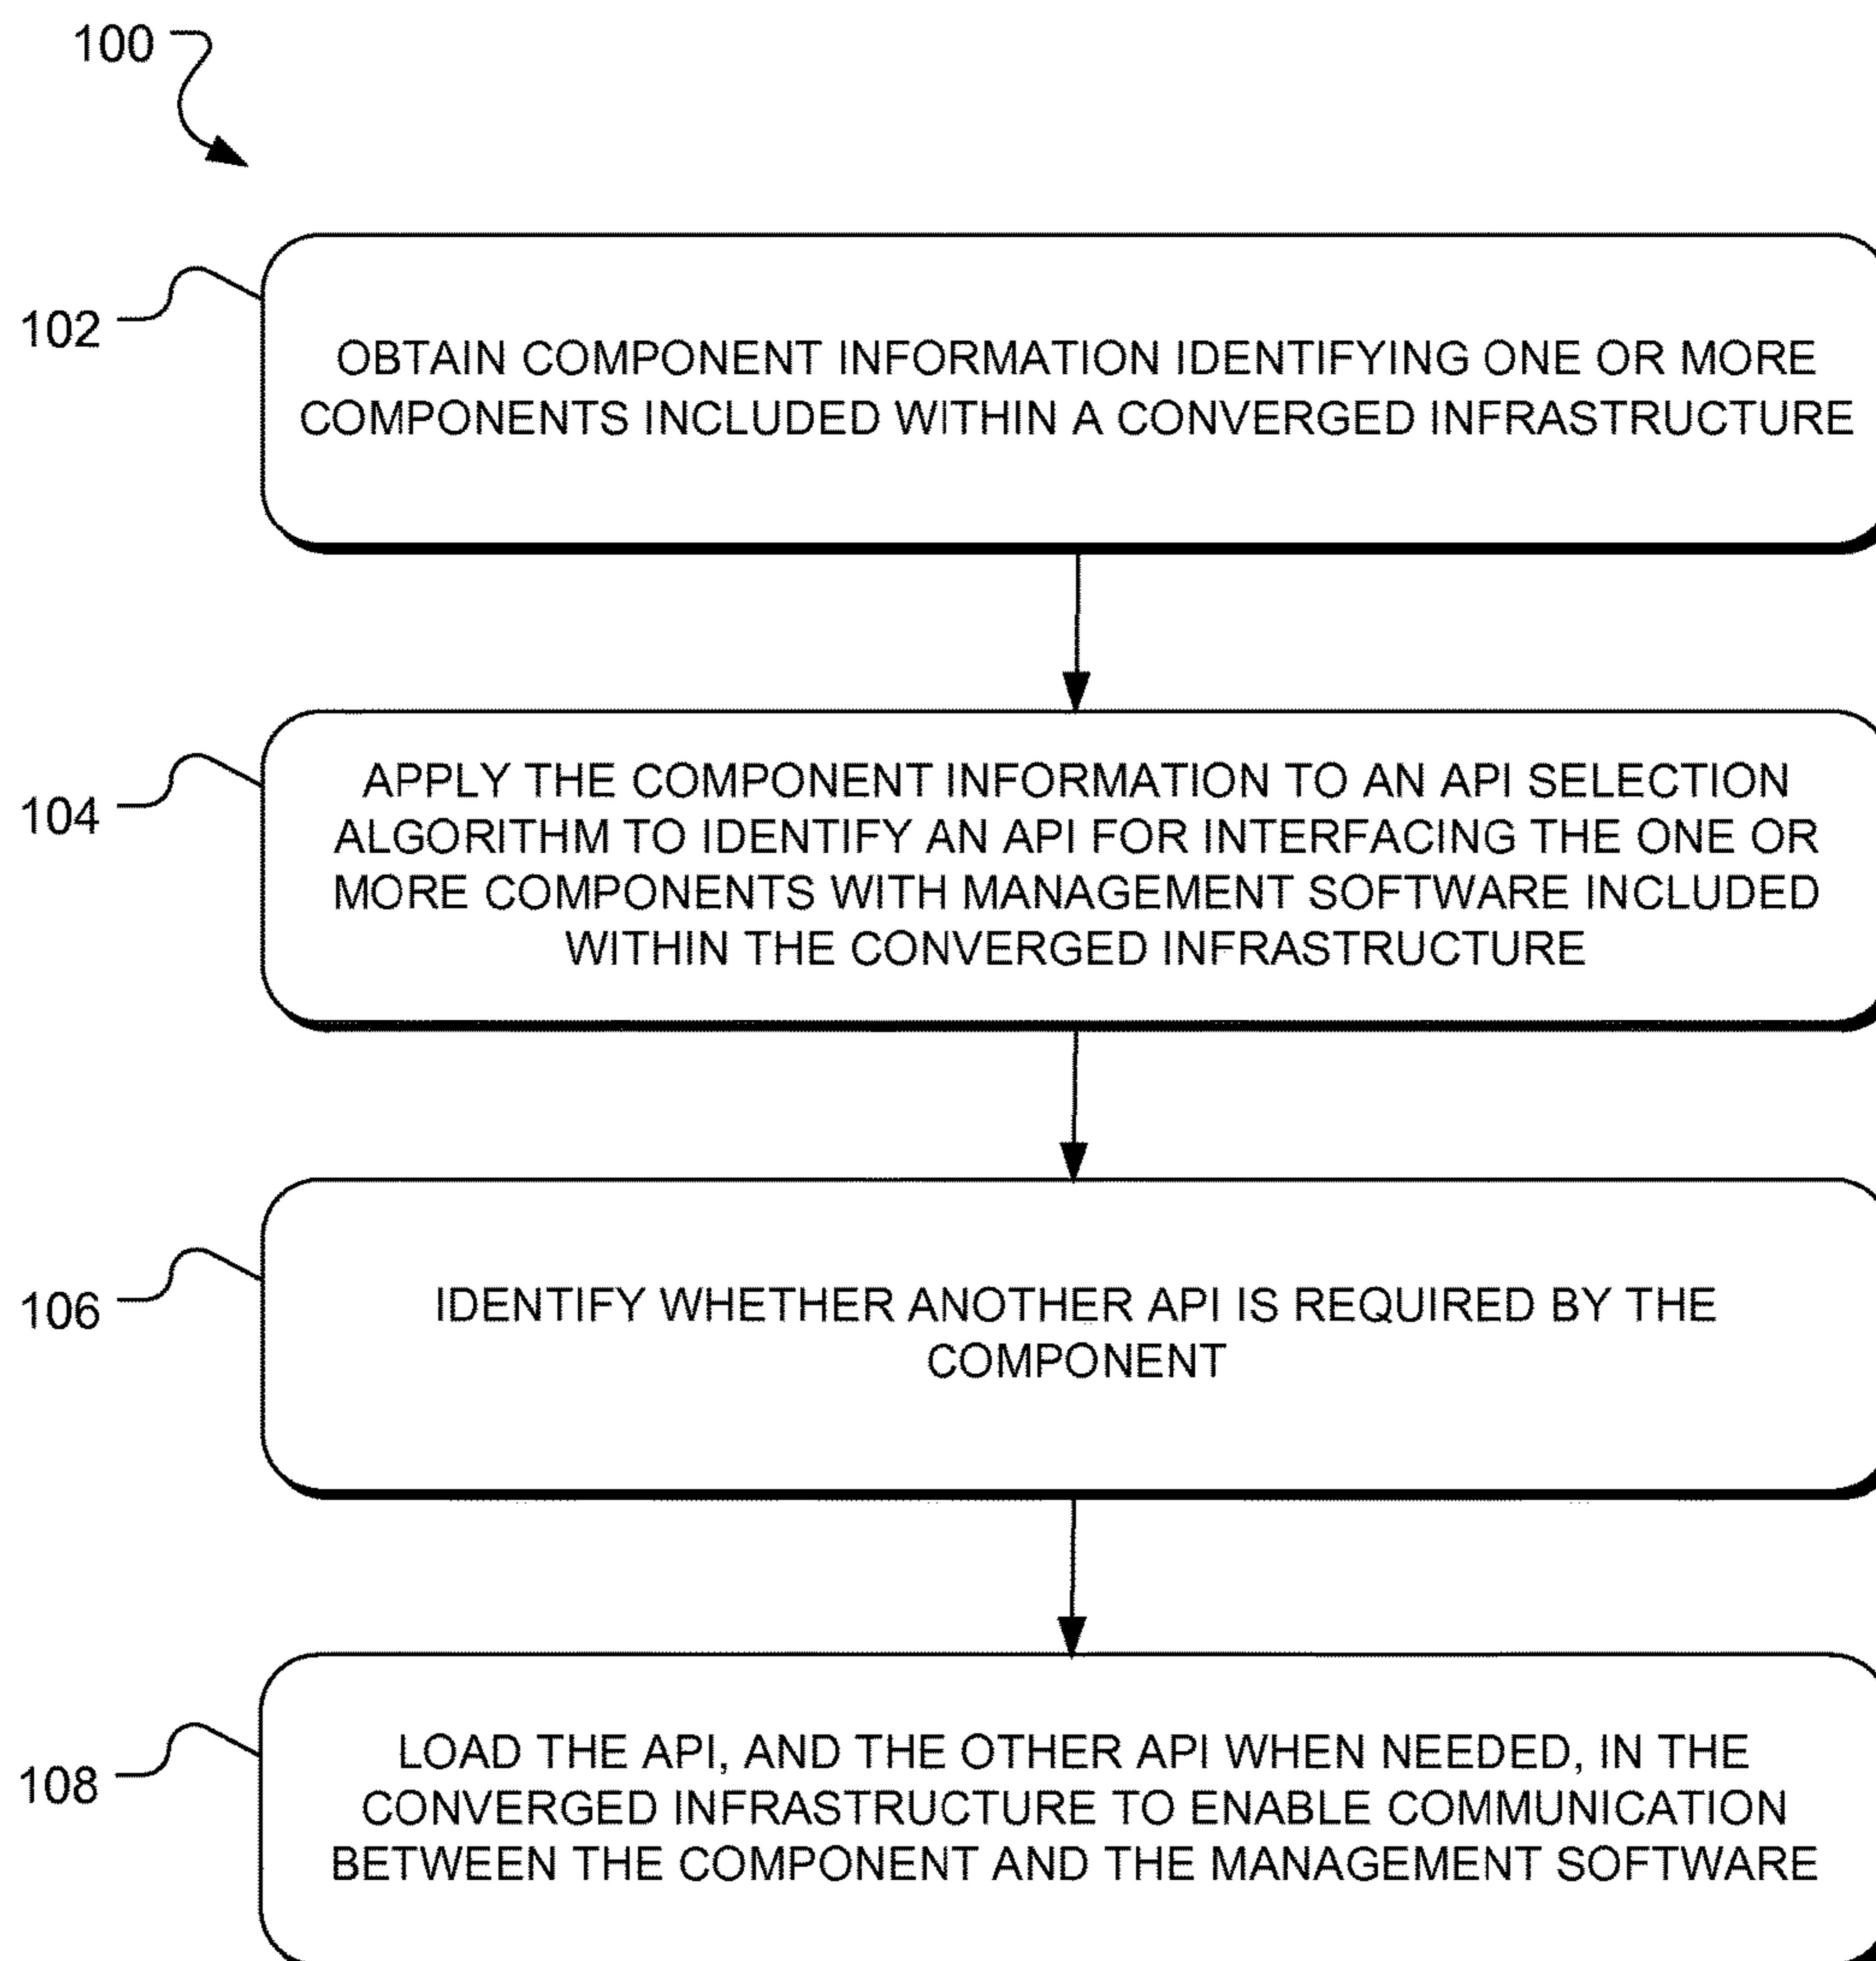 100
102
OBTAIN COMPONENT INFORMATION IDENTIFYING ONE OR MORE
COMPONENTS INCLUDED WITHIN A CONVERGED INFRASTRUCTURE
104
APPLY THE COMPONENT INFORMATION TO AN API SELECTION
ALGORITHM TO IDENTIFY AN API FOR INTERFACING THE ONE OR
MORE COMPONENTS WITH MANAGEMENT SOFTWARE INCLUDED
WITHIN THE CONVERGED INFRASTRUCTURE
106
IDENTIFY WHETHER ANOTHER API IS REQUIRED BY THE
COMPONENT
108
LOAD THE API, AND THE OTHER API WHEN NEEDED, IN THE
CONVERGED INFRASTRUCTURE TO ENABLE COMMUNICATION
BETWEEN THE COMPONENT AND THE MANAGEMENT SOFTWARE